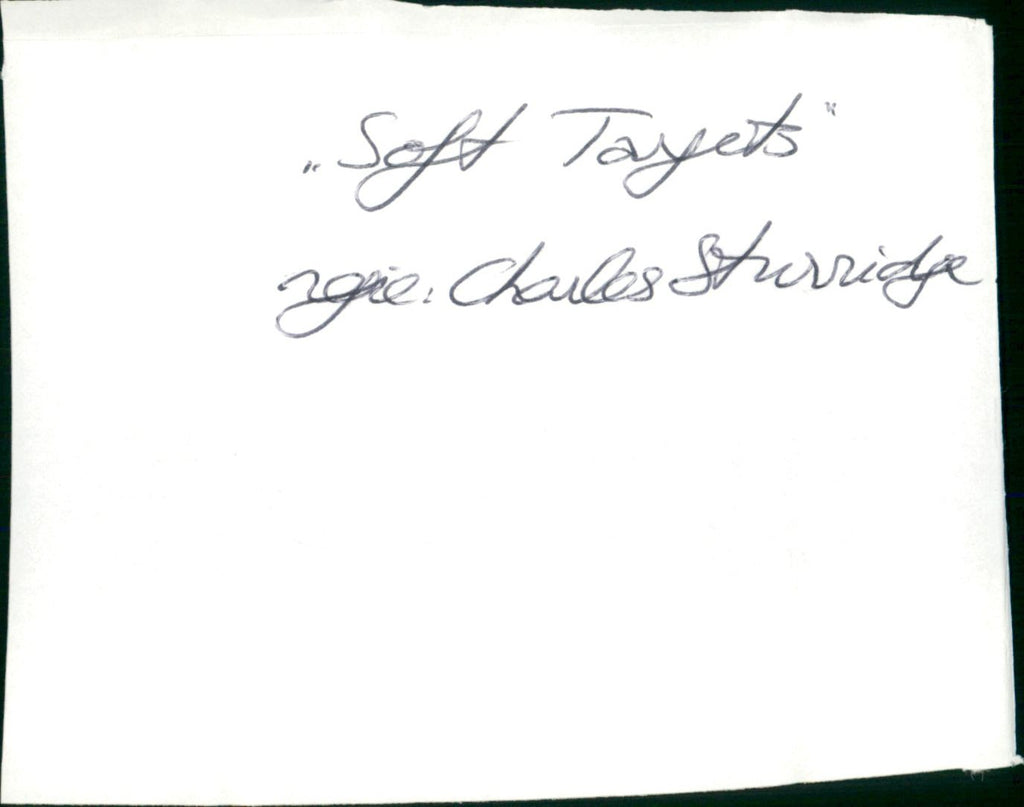 „Soft Targets"
regie: Charles Sturridge.